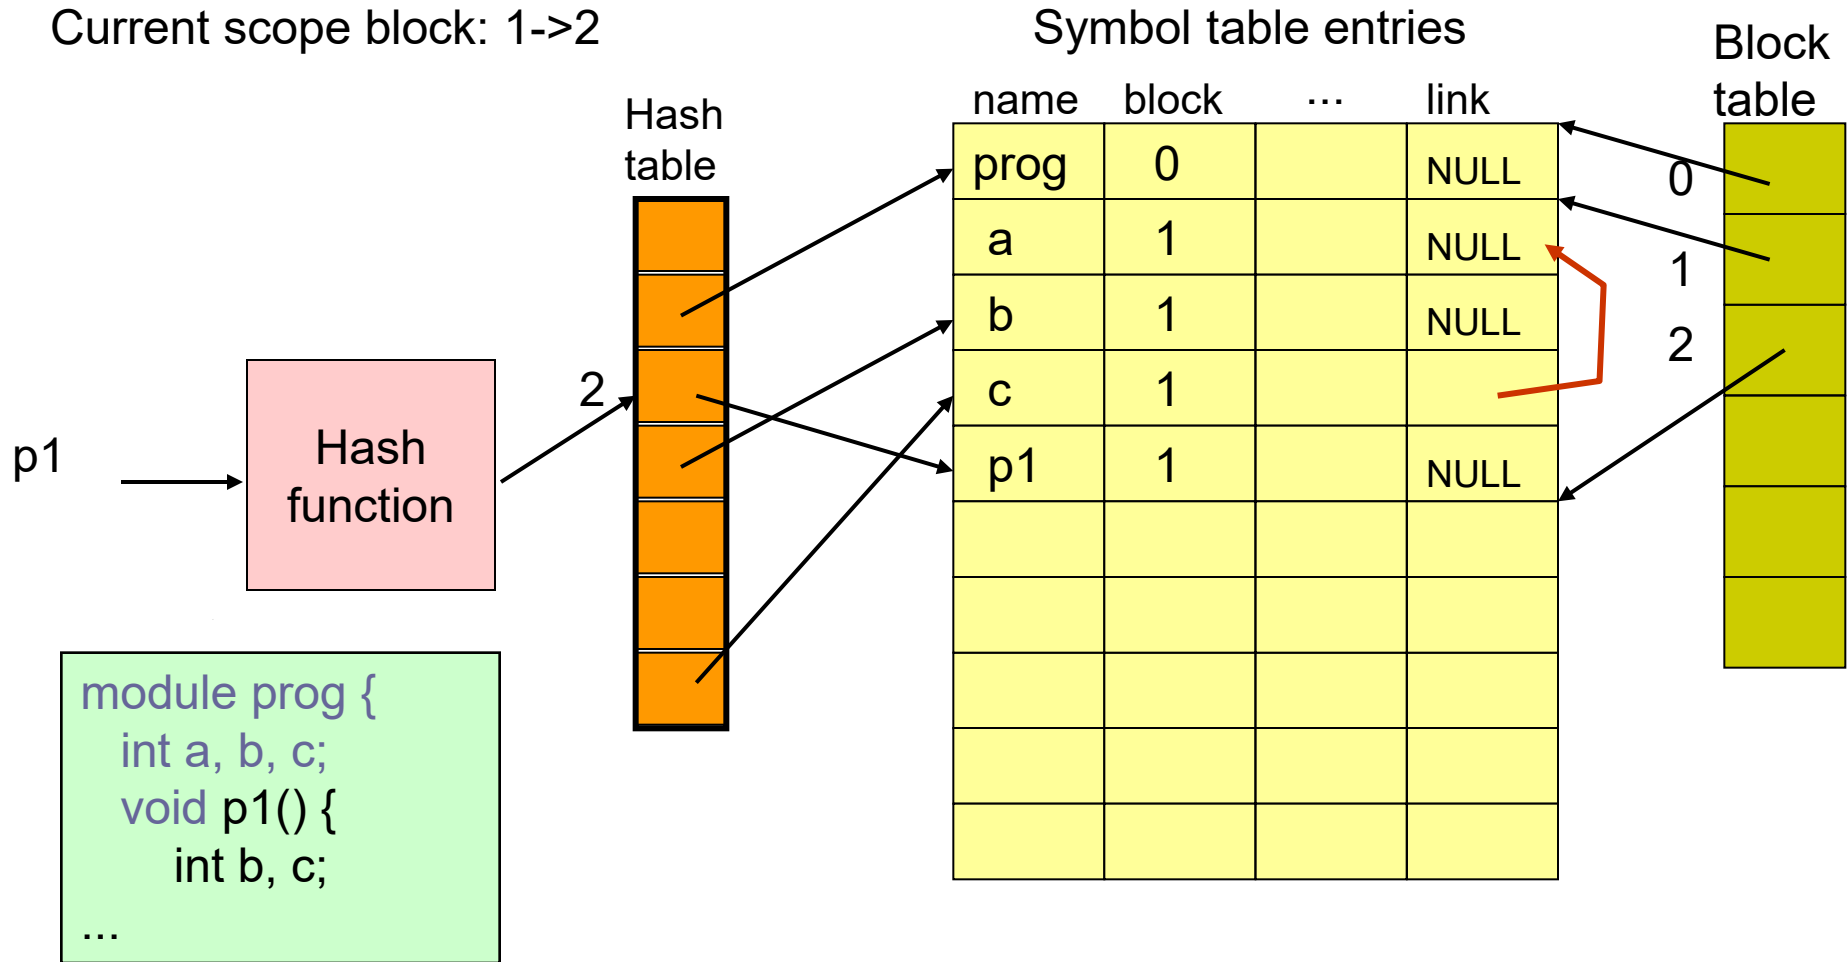 Current scope block: 1->2
Symbol table entries
Block
table
Hash
table
name block ... link
prog 0 NULL
a 1 NULL
b 1 NULL
c 1
p1 1 NULL
0
1
2
2
p1
Hash
function
module prog {
int a, b, c;
void p1() {
int b, c;
...